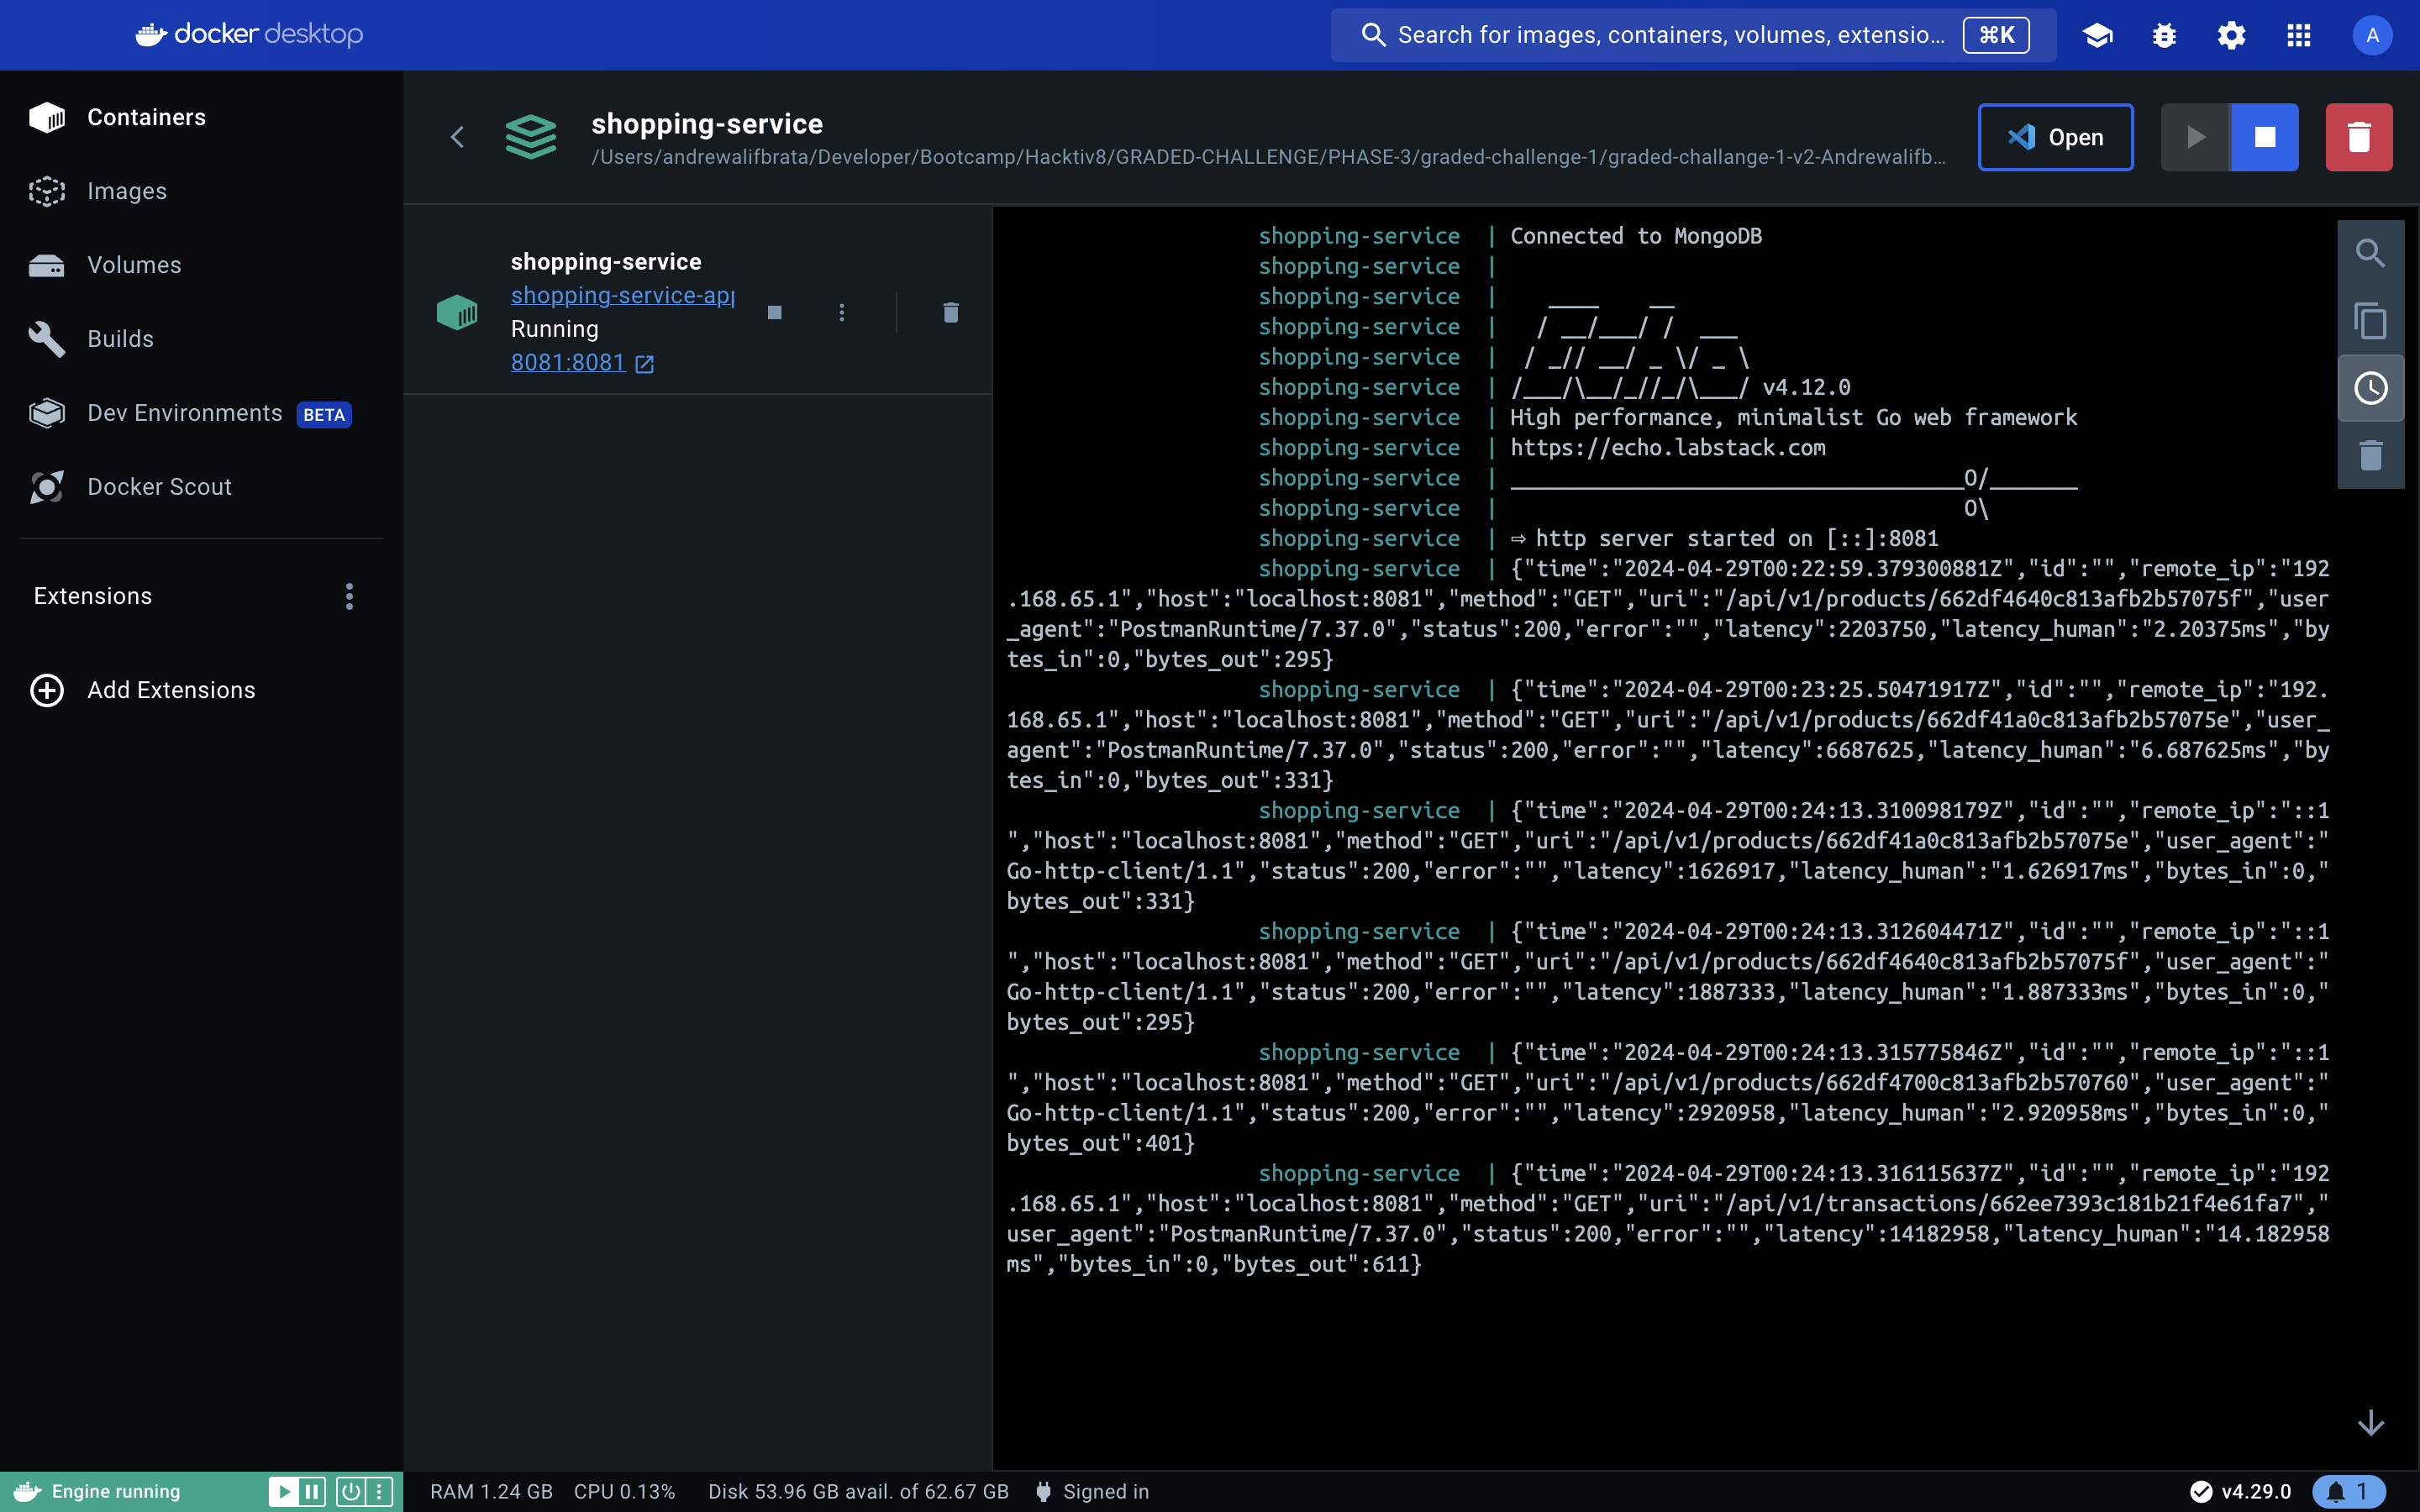 docker desktop
Search for images, containers, volumes, extensio...
⌘K
A
Containers
Images
Volumes
Builds
Dev Environments BETA
Docker Scout
Extensions
Add Extensions
shopping-service
/Users/andrewalifbrata/Developer/Bootcamp/Hacktiv8/GRADED-CHALLENGE/PHASE-3/graded-challenge-1/graded-challange-1-v2-Andrewalifb...
Open
shopping-service
shopping-service-app
Running
8081:8081
shopping-service | Connected to MongoDB
shopping-service |
shopping-service |    ____    __
shopping-service |   / __/___/ /  ___
shopping-service |  / _// __/ _ \/ _ \
shopping-service | /___/\__/_//_/\___/ v4.12.0
shopping-service | High performance, minimalist Go web framework
shopping-service | https://echo.labstack.com
shopping-service | ____________________________________O/_______
shopping-service |                                     O\
shopping-service | ⇨ http server started on [::]:8081
shopping-service | {"time":"2024-04-29T00:22:59.379300881Z","id":"","remote_ip":"192
.168.65.1","host":"localhost:8081","method":"GET","uri":"/api/v1/products/662df4640c813afb2b57075f","user
_agent":"PostmanRuntime/7.37.0","status":200,"error":"","latency":2203750,"latency_human":"2.20375ms","by
tes_in":0,"bytes_out":295}
shopping-service | {"time":"2024-04-29T00:23:25.50471917Z","id":"","remote_ip":"192.
168.65.1","host":"localhost:8081","method":"GET","uri":"/api/v1/products/662df41a0c813afb2b57075e","user_
agent":"PostmanRuntime/7.37.0","status":200,"error":"","latency":6687625,"latency_human":"6.687625ms","by
tes_in":0,"bytes_out":331}
shopping-service | {"time":"2024-04-29T00:24:13.310098179Z","id":"","remote_ip":"::1
","host":"localhost:8081","method":"GET","uri":"/api/v1/products/662df41a0c813afb2b57075e","user_agent":"
Go-http-client/1.1","status":200,"error":"","latency":1626917,"latency_human":"1.626917ms","bytes_in":0,"
bytes_out":331}
shopping-service | {"time":"2024-04-29T00:24:13.312604471Z","id":"","remote_ip":"::1
","host":"localhost:8081","method":"GET","uri":"/api/v1/products/662df4640c813afb2b57075f","user_agent":"
Go-http-client/1.1","status":200,"error":"","latency":1887333,"latency_human":"1.887333ms","bytes_in":0,"
bytes_out":295}
shopping-service | {"time":"2024-04-29T00:24:13.315775846Z","id":"","remote_ip":"::1
","host":"localhost:8081","method":"GET","uri":"/api/v1/products/662df4700c813afb2b570760","user_agent":"
Go-http-client/1.1","status":200,"error":"","latency":2920958,"latency_human":"2.920958ms","bytes_in":0,"
bytes_out":401}
shopping-service | {"time":"2024-04-29T00:24:13.316115637Z","id":"","remote_ip":"192
.168.65.1","host":"localhost:8081","method":"GET","uri":"/api/v1/transactions/662ee7393c181b21f4e61fa7","
user_agent":"PostmanRuntime/7.37.0","status":200,"error":"","latency":14182958,"latency_human":"14.182958
ms","bytes_in":0,"bytes_out":611}
Engine running
RAM 1.24 GB CPU 0.13% Disk 53.96 GB avail. of 62.67 GB Signed in
v4.29.0
1